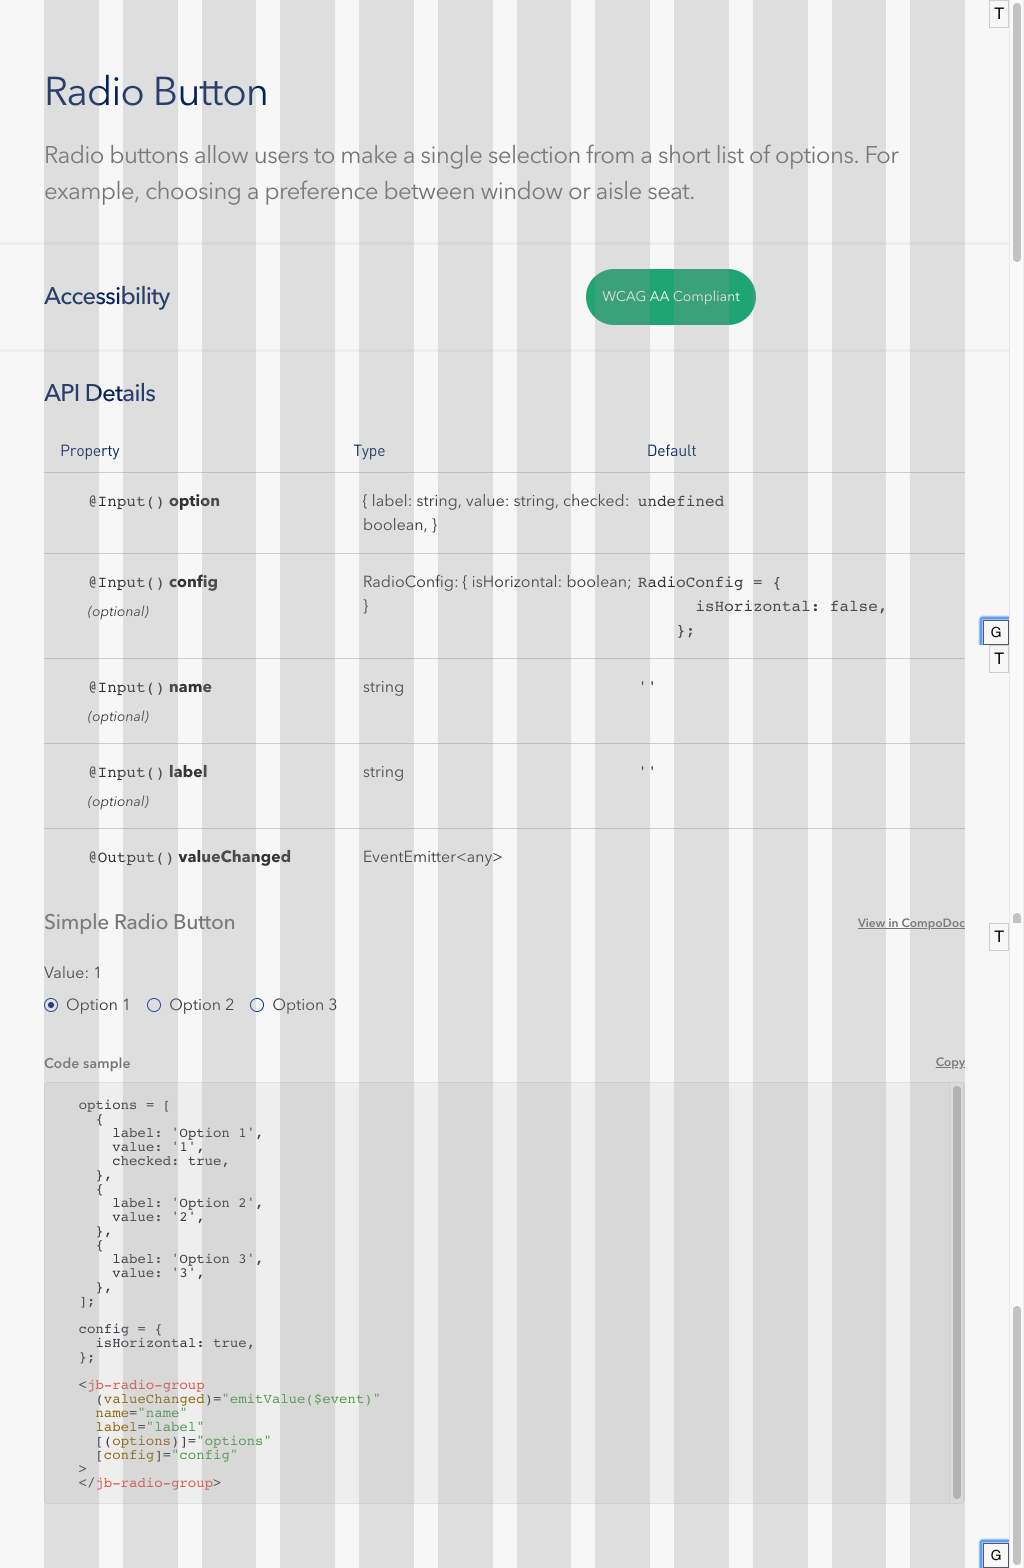 T
Radio Button
Radio buttons allow users to make a single selection from a short list of options. For
example, choosing a preference between window or aisle seat.
Accessibility
WCAG AA Compliant
API Details
Property Type Default
@Input() option { label: string, value: string, checked: undefined
boolean, }
@Input() config RadioConfig: { isHorizontal: boolean; RadioConfig = {
(optional) } isHorizontal: false,
};
G
T
@Input() name string ''
(optional)
@Input() label string ''
(optional)
@Output() valueChanged EventEmitter<any>
Simple Radio Button View in CompoDoc
T
Value: 1
Option 1 Option 2 Option 3
Code sample Copy
options = [
{
label: 'Option 1',
value: '1',
checked: true,
},
{
label: 'Option 2',
value: '2',
},
{
label: 'Option 3',
value: '3',
},
];
config = {
isHorizontal: true,
};
<jb-radio-group
(valueChanged)="emitValue($event)"
name="name"
label="label"
[(options)]="options"
[config]="config"
>
</jb-radio-group>
G